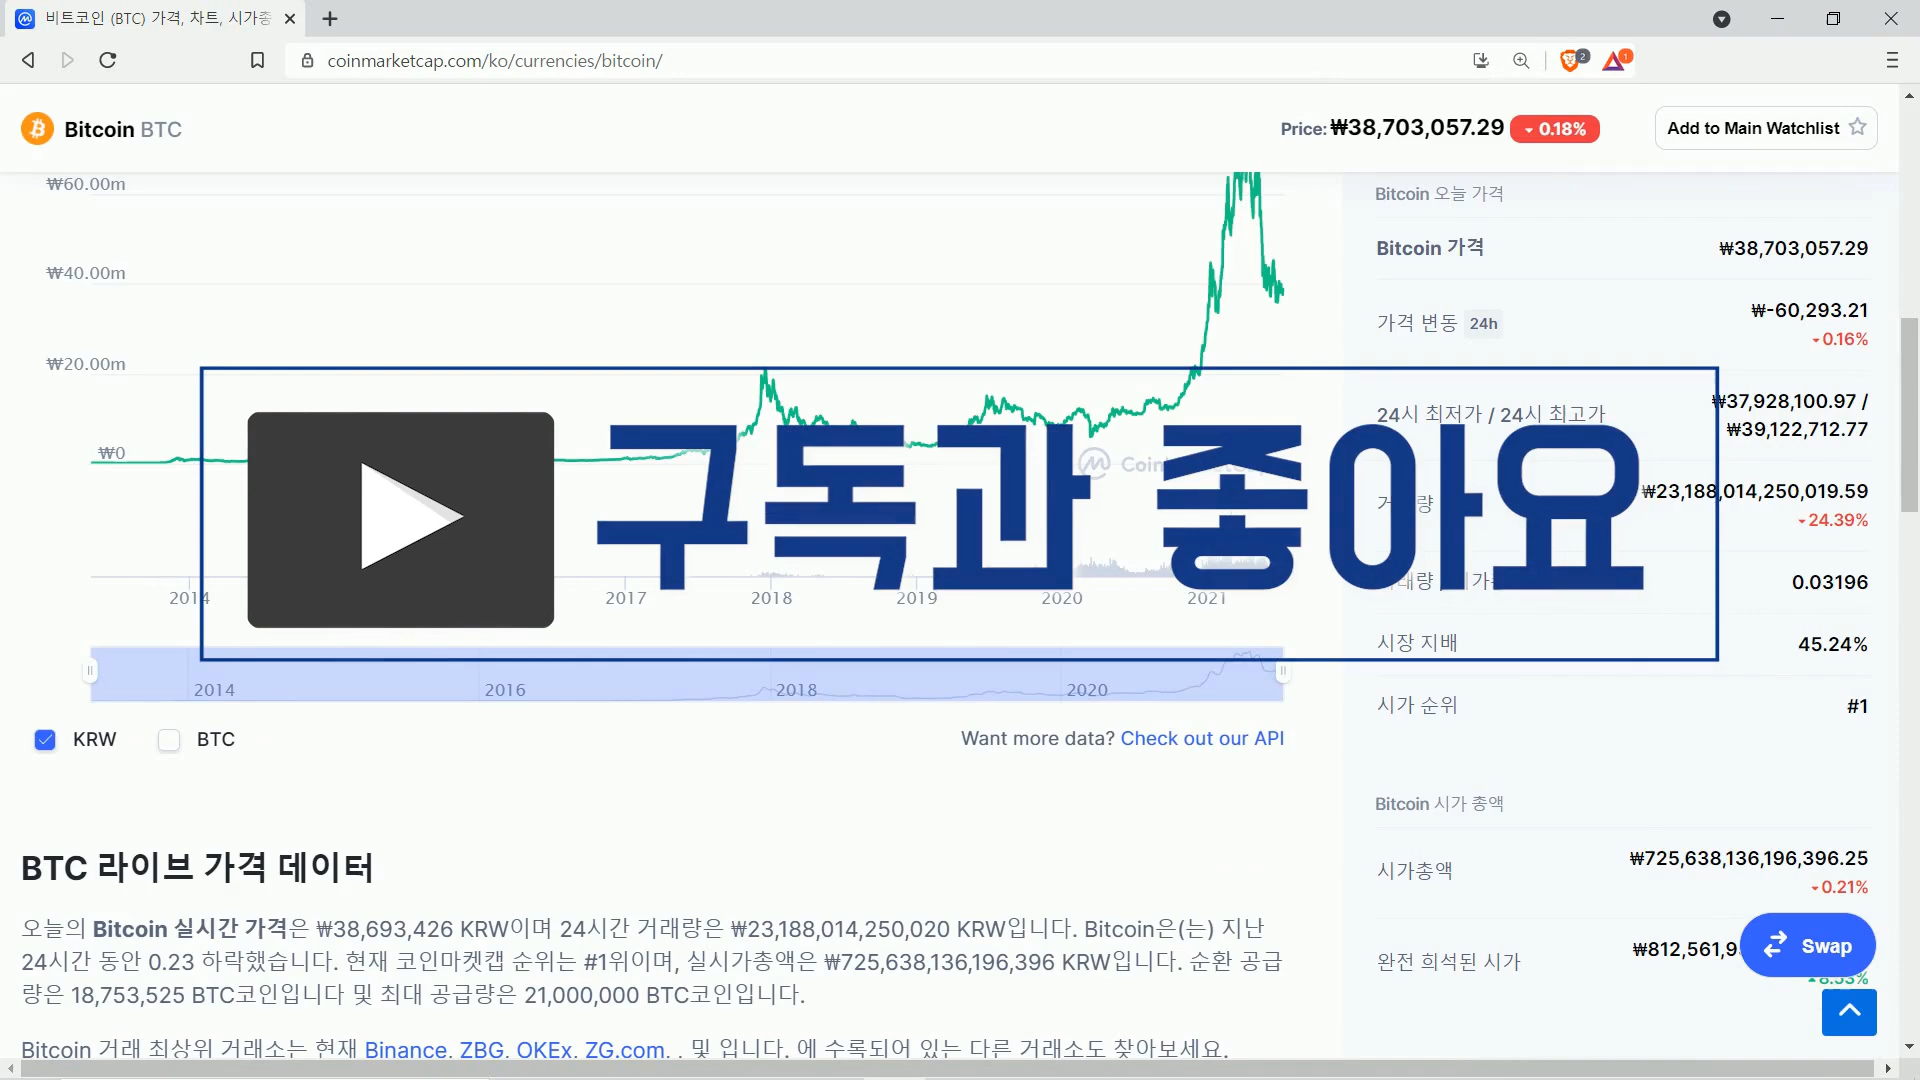 비트코인 (BTC) 가격, 차트, 시가총
coinmarketcap.com/ko/currencies/bitcoin/
2
1
Bitcoin BTC
Price: ₩38,703,057.29 0.18%
Add to Main Watchlist
₩60.00m
₩40.00m
₩20.00m
₩0
구독과 좋아요
2014
2017
2018
2019
2020
2021
2014
2016
2018
2020
KRW
BTC
Want more data? Check out our API
Bitcoin 오늘 가격
Bitcoin 가격
₩38,703,057.29
가격 변동 24h
₩-60,293.21
0.16%
24시 최저가 / 24시 최고가
₩37,928,100.97 /
₩39,122,712.77
₩23,188,014,250,019.59
24.39%
0.03196
시장 지배
45.24%
시가 순위
#1
Bitcoin 시가 총액
시가총액
₩725,638,136,196,396.25
0.21%
완전 희석된 시가
₩812,561,9
8.53%
Swap
BTC 라이브 가격 데이터
오늘의 Bitcoin 실시간 가격은 ₩38,693,426 KRW이며 24시간 거래량은 ₩23,188,014,250,020 KRW입니다. Bitcoin은(는) 지난
24시간 동안 0.23 하락했습니다. 현재 코인마켓캡 순위는 #1위이며, 실시가총액은 ₩725,638,136,196,396 KRW입니다. 순환 공급
량은 18,753,525 BTC코인입니다 및 최대 공급량은 21,000,000 BTC코인입니다.
Bitcoin 거래 최상위 거래소는 현재 Binance, ZBG, OKEx, ZG.com, , 및 입니다. 에 수록되어 있는 다른 거래소도 찾아보세요.